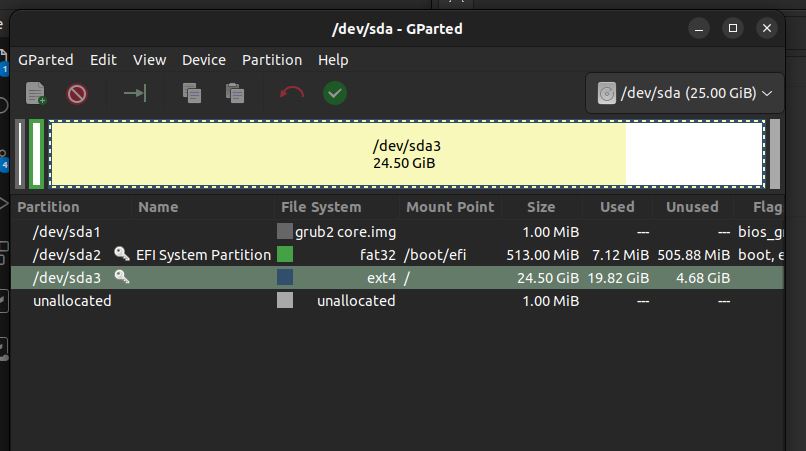 /dev/sda - GParted
GParted Edit View Device Partition Help
/dev/sda (25.00 GiB)
/dev/sda3
24.50 GiB
Partition Name File System Mount Point Size Used Unused Flag
/dev/sda1 grub2 core.img 1.00 MiB --- --- bios_g
/dev/sda2 EFI System Partition fat32 /boot/efi 513.00 MiB 7.12 MiB 505.88 MiB boot, e
/dev/sda3 ext4 / 24.50 GiB 19.82 GiB 4.68 GiB
unallocated unallocated 1.00 MiB --- ---
1
4